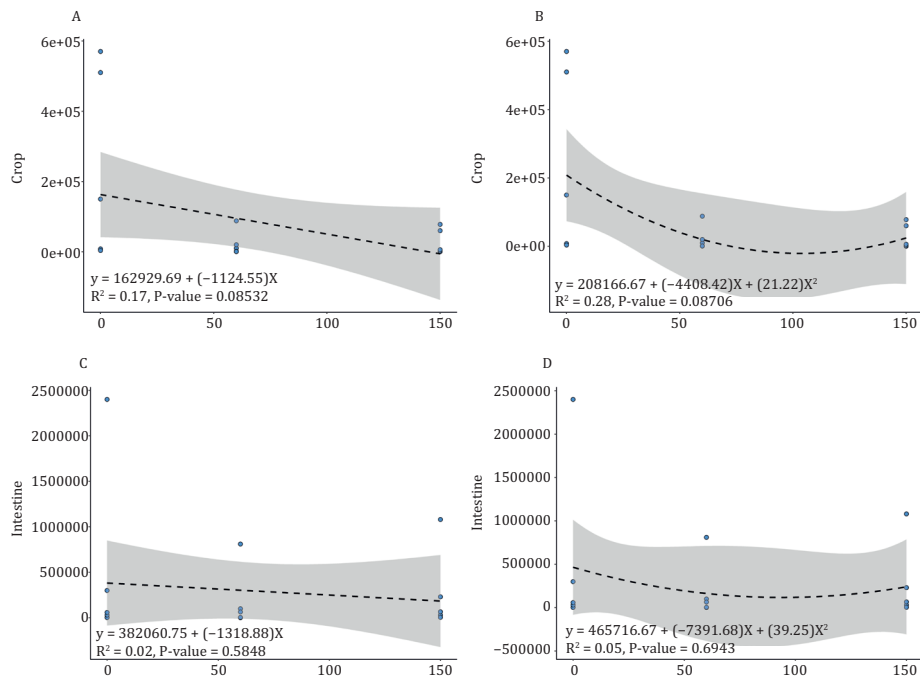 A
6e+05
4e+05
2e+05
0e+00
Crop
y = 162929.69 + (−1124.55)X
R² = 0.17, P-value = 0.08532
0
50
100
150
B
6e+05
4e+05
2e+05
0e+00
Crop
y = 208166.67 + (−4408.42)X + (21.22)X²
R² = 0.28, P-value = 0.08706
0
50
100
150
C
2500000
2000000
1500000
1000000
500000
0
Intestine
y = 382060.75 + (−1318.88)X
R² = 0.02, P-value = 0.5848
0
50
100
150
D
2500000
2000000
1500000
1000000
500000
0
−500000
Intestine
y = 465716.67 + (−7391.68)X + (39.25)X²
R² = 0.05, P-value = 0.6943
0
50
100
150